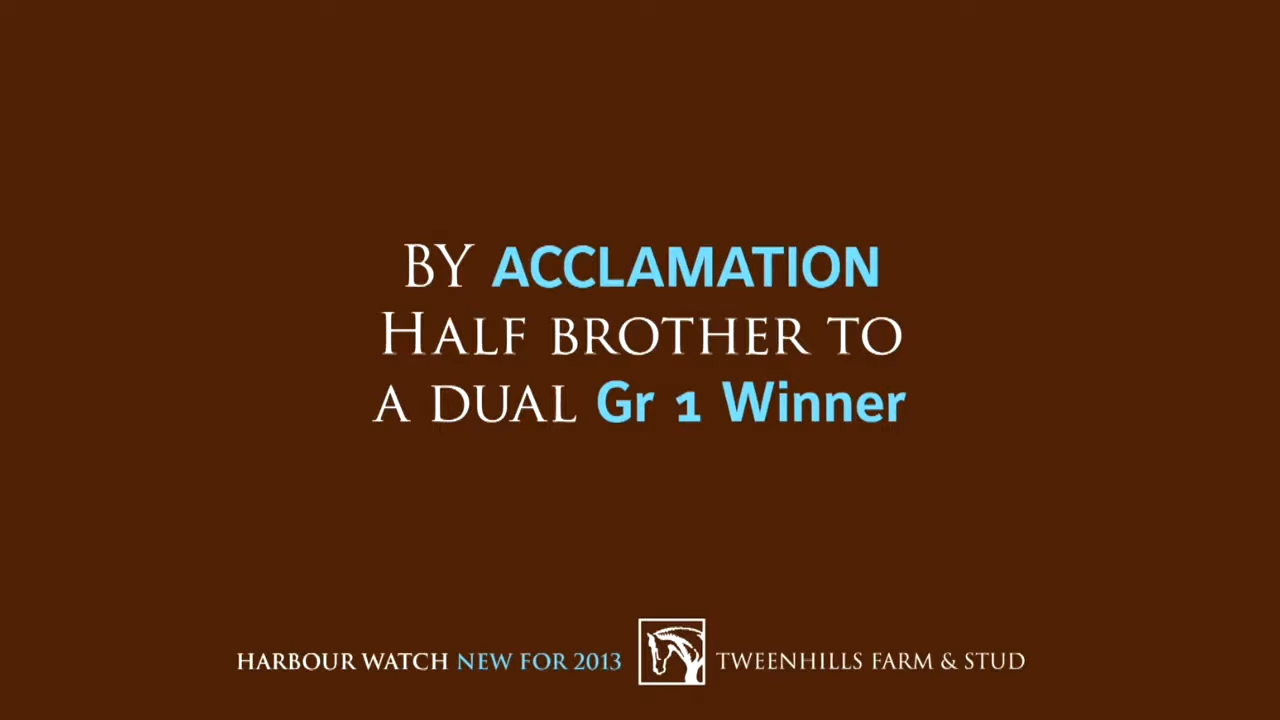 BY ACCLAMATION
HALF BROTHER TO
A DUAL Gr 1 Winner
HARBOUR WATCH NEW FOR 2013 TWEENHILLS FARM & STUD